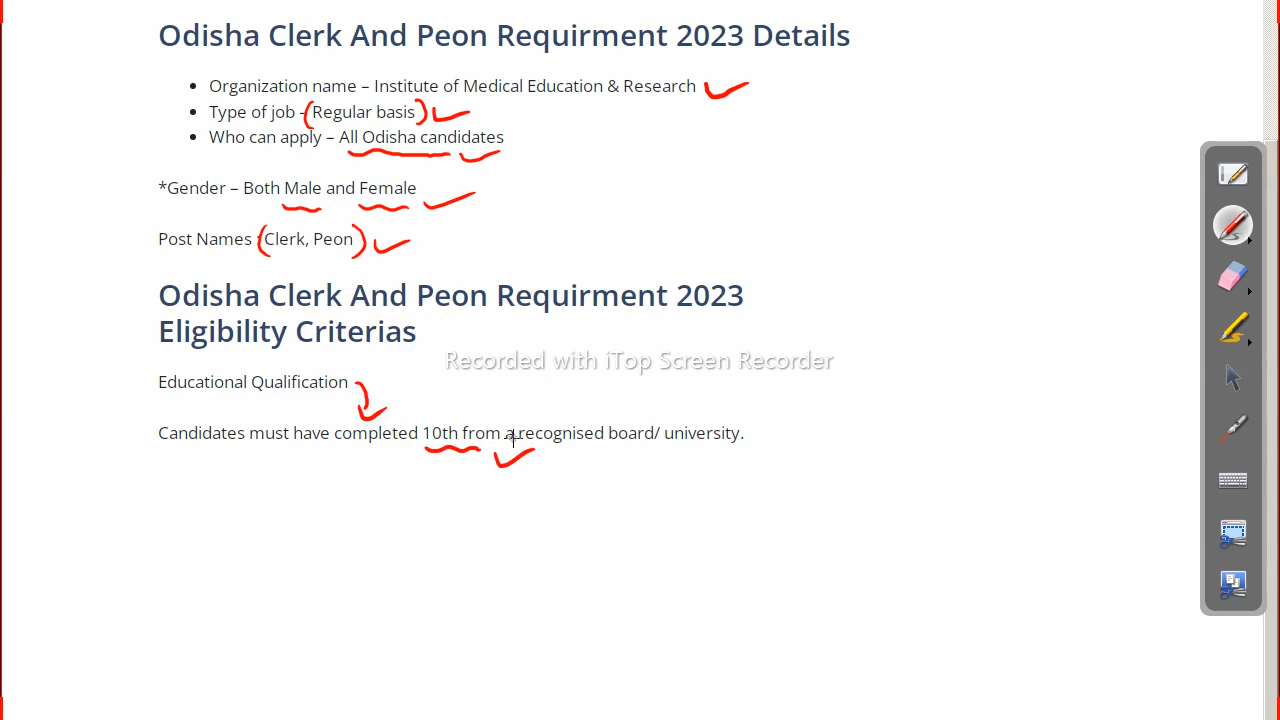 Odisha Clerk And Peon Requirment 2023 Details
• Organization name – Institute of Medical Education & Research
• Type of job – Regular basis
• Who can apply – All Odisha candidates
*Gender – Both Male and Female
Post Names : Clerk, Peon
Odisha Clerk And Peon Requirment 2023
Eligibility Criterias
Recorded with iTop Screen Recorder
Educational Qualification
Candidates must have completed 10th from a recognised board/ university.